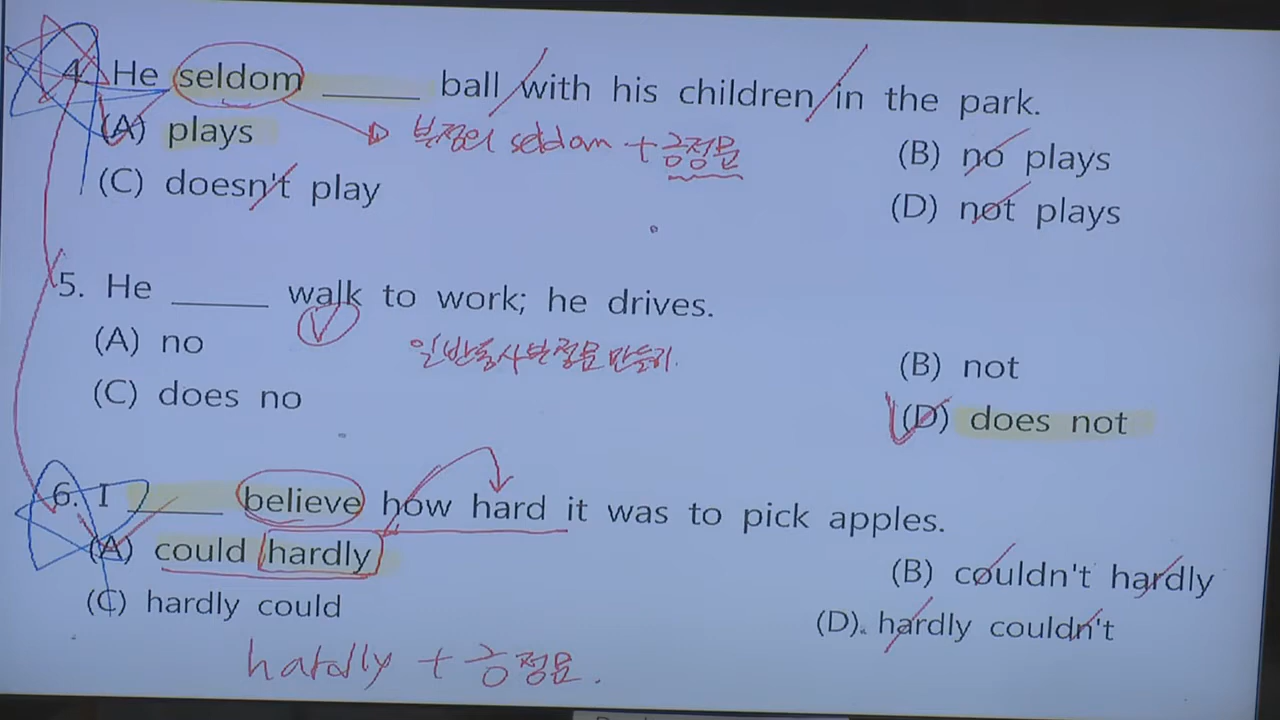 4. He seldom ______ ball with his children in the park.
(A) plays
부정의 seldom + 긍정문
(B) no plays
(C) doesn't play
(D) not plays
5. He ______ walk to work; he drives.
V
(A) no
일반동사부정문만들기.
(B) not
(C) does no
(D) does not
6. I ______ believe how hard it was to pick apples.
(A) could hardly
(B) couldn't hardly
(C) hardly could
(D). hardly couldn't
hardly + 긍정문.